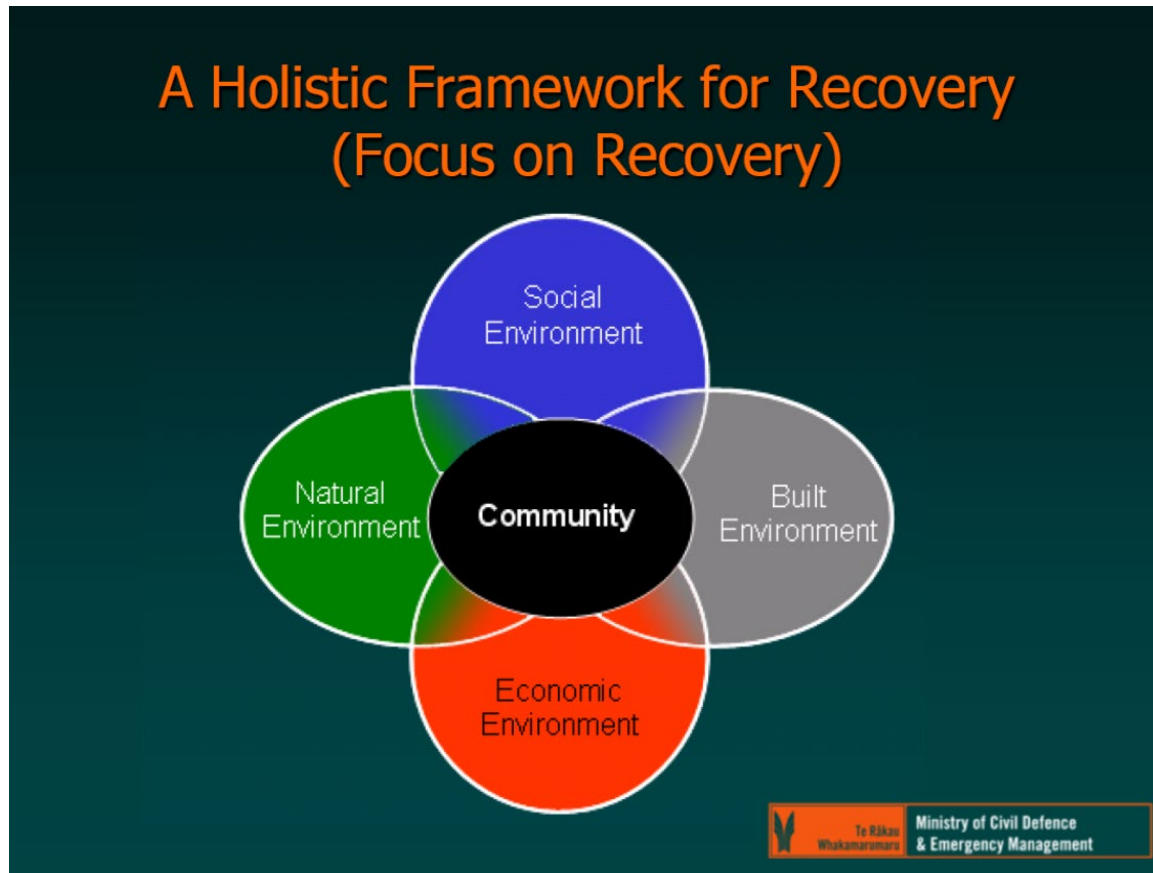 A Holistic Framework for Recovery
(Focus on Recovery)
Social
Environment
Natural
Environment
Community
Built
Environment
Economic
Environment
Te Rākau
Whakamarumaru
Ministry of Civil Defence
& Emergency Management